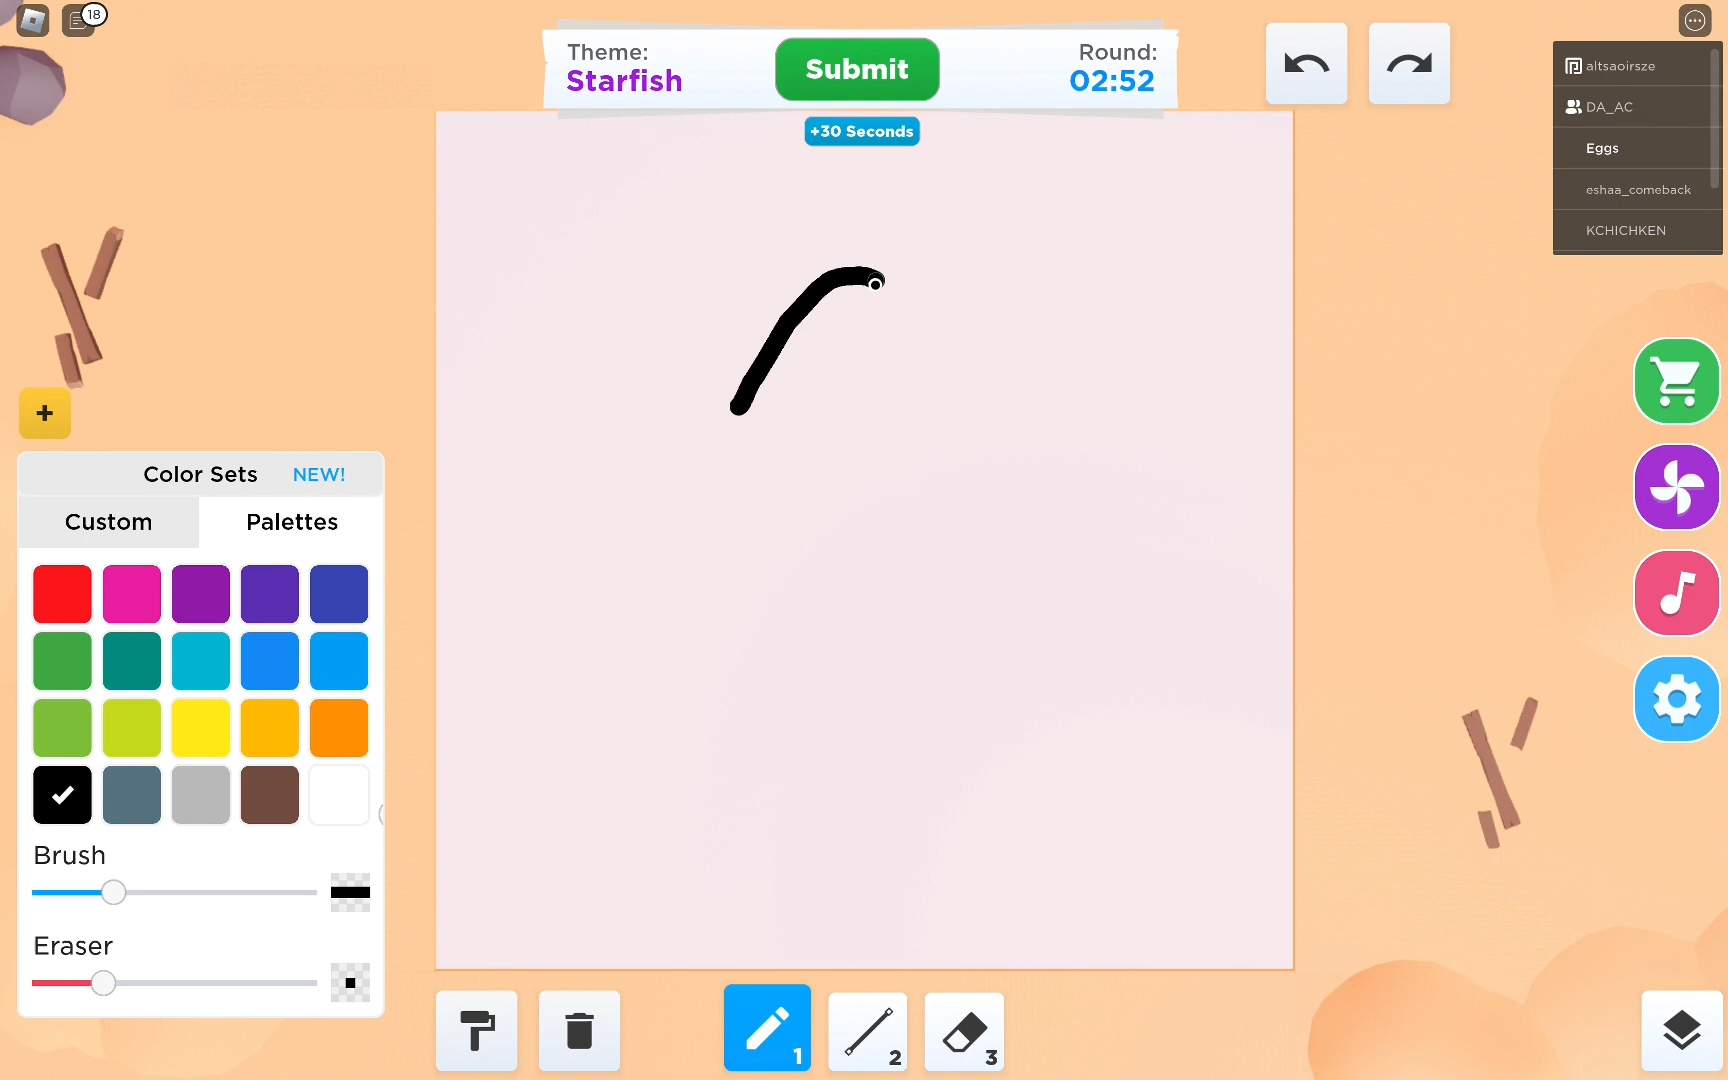 18
Theme:
Starfish
Submit
Round:
02:52
+30 Seconds
altsaoirsze
DA_AC
Eggs
eshaa_comeback
KCHICHKEN
+
Color Sets NEW!
Custom Palettes
Brush
Eraser
1
2
3